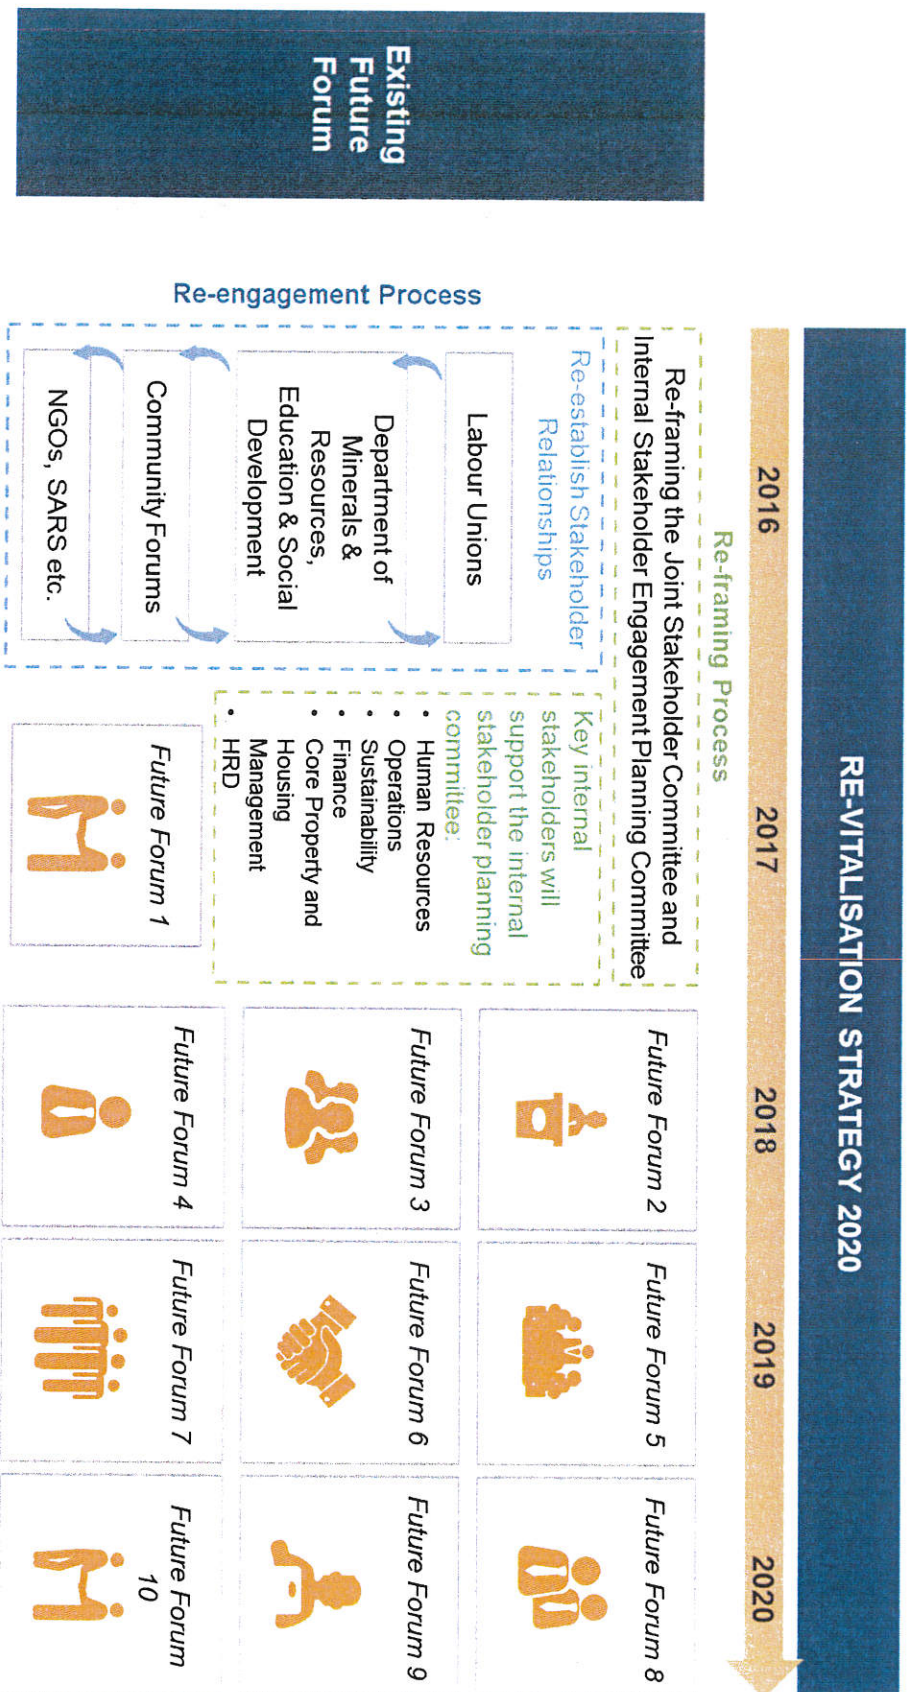 RE-VITALISATION STRATEGY 2020
Existing
Future
Forum
2016
2017
2018
2019
2020
Re-framing Process
Re-framing the Joint Stakeholder Committee and
Internal Stakeholder Engagement Planning Committee
Re-engagement Process
Re-establish Stakeholder
Relationships
Labour Unions
Department of
Minerals &
Resources,
Education & Social
Development
Community Forums
NGOs, SARS etc.
Key internal
stakeholders will
support the internal
stakeholder planning
committee:
• Human Resources
• Operations
• Sustainability
• Finance
• Core Property and
Housing
Management
• HRD
Future Forum 1
Future Forum 2
Future Forum 3
Future Forum 4
Future Forum 5
Future Forum 6
Future Forum 7
Future Forum 8
Future Forum 9
Future Forum
10